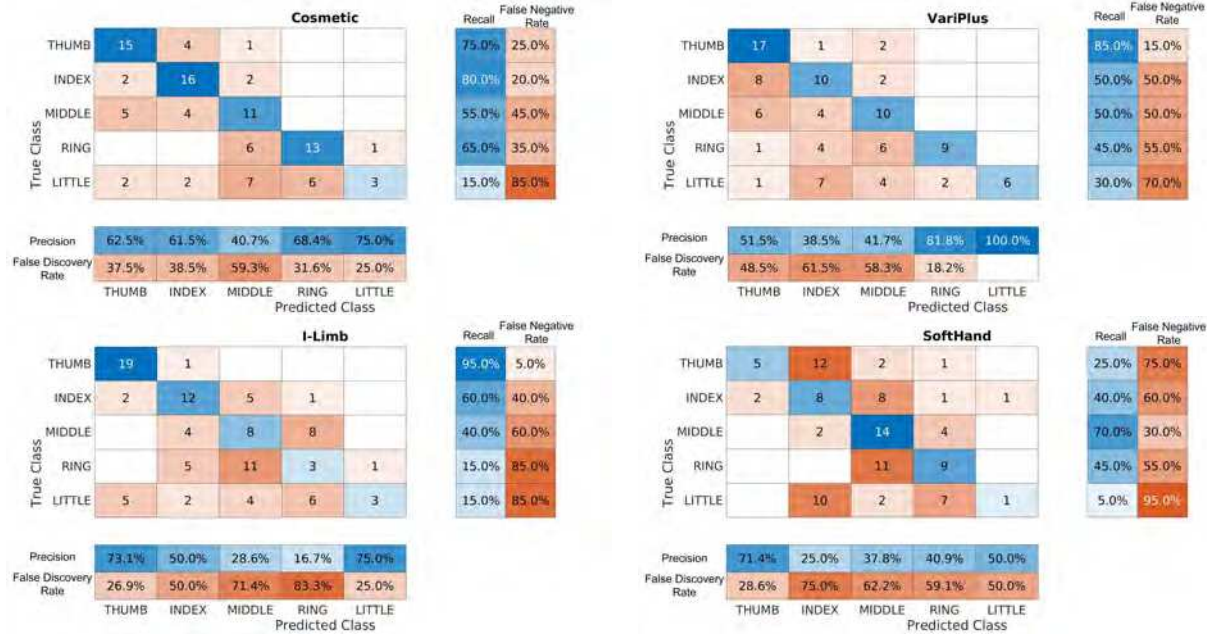 Cosmetic
Recall False Negative Rate
THUMB 15 4 1 75.0% 25.0%
INDEX 2 16 2 80.0% 20.0%
MIDDLE 5 4 11 55.0% 45.0%
RING 6 13 1 65.0% 35.0%
LITTLE 2 2 7 6 3 15.0% 85.0%
True Class
Precision 62.5% 61.5% 40.7% 68.4% 75.0%
False Discovery Rate 37.5% 38.5% 59.3% 31.6% 25.0%
THUMB INDEX MIDDLE RING LITTLE
Predicted Class
VariPlus
Recall False Negative Rate
THUMB 17 1 2 85.0% 15.0%
INDEX 8 10 2 50.0% 50.0%
MIDDLE 6 4 10 50.0% 50.0%
RING 1 4 6 9 45.0% 55.0%
LITTLE 1 7 4 2 6 30.0% 70.0%
True Class
Precision 51.5% 38.5% 41.7% 81.8% 100.0%
False Discovery Rate 48.5% 61.5% 58.3% 18.2%
THUMB INDEX MIDDLE RING LITTLE
Predicted Class
I-Limb
Recall False Negative Rate
THUMB 19 1 95.0% 5.0%
INDEX 2 12 5 1 60.0% 40.0%
MIDDLE 4 8 8 40.0% 60.0%
RING 5 11 3 1 15.0% 85.0%
LITTLE 5 2 4 6 3 15.0% 85.0%
True Class
Precision 73.1% 50.0% 28.6% 16.7% 75.0%
False Discovery Rate 26.9% 50.0% 71.4% 83.3% 25.0%
THUMB INDEX MIDDLE RING LITTLE
Predicted Class
SoftHand
Recall False Negative Rate
THUMB 5 12 2 1 25.0% 75.0%
INDEX 2 8 8 1 1 40.0% 60.0%
MIDDLE 2 14 4 70.0% 30.0%
RING 11 9 45.0% 55.0%
LITTLE 10 2 7 1 5.0% 95.0%
True Class
Precision 71.4% 25.0% 37.8% 40.9% 50.0%
False Discovery Rate 28.6% 75.0% 62.2% 59.1% 50.0%
THUMB INDEX MIDDLE RING LITTLE
Predicted Class